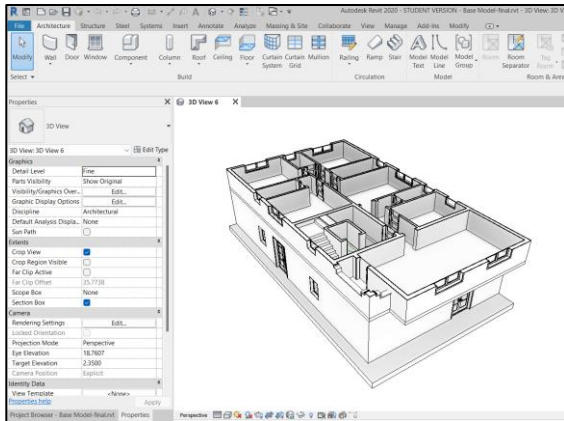 Autodesk Revit 2020 - STUDENT VERSION - Base Model-final.rvt
File Architecture Structure Steel Systems Insert Annotate Analyze Massing & Site Collaborate View Manage Add-Ins Modify
Modify Wall Door Window Component Column Roof Ceiling Floor Curtain System Curtain Grid Mullion Railing Ramp Stair Model Text Model Line Model Group Room Room Separator Tag Room
Select Build Circulation Model Room & Area
Properties X 3D View 6 X
3D View
3D View: 3D View 6 Edit Type
Graphics
Detail Level Fine
Parts Visibility Show Original
Visibility/Graphics Over... Edit...
Graphic Display Options Edit...
Discipline Architectural
Default Analysis Displa... None
Sun Path
Extents
Crop View
Crop Region Visible
Far Clip Active
Far Clip Offset 35.7738
Scope Box None
Section Box
Camera
Rendering Settings Edit...
Locked Orientation
Projection Mode Perspective
Eye Elevation 18.7607
Target Elevation 2.3500
Camera Position Explicit
Identity Data
View Template <None>
Properties help Apply
Project Browser - Base Model-final.rvt Properties Perspective